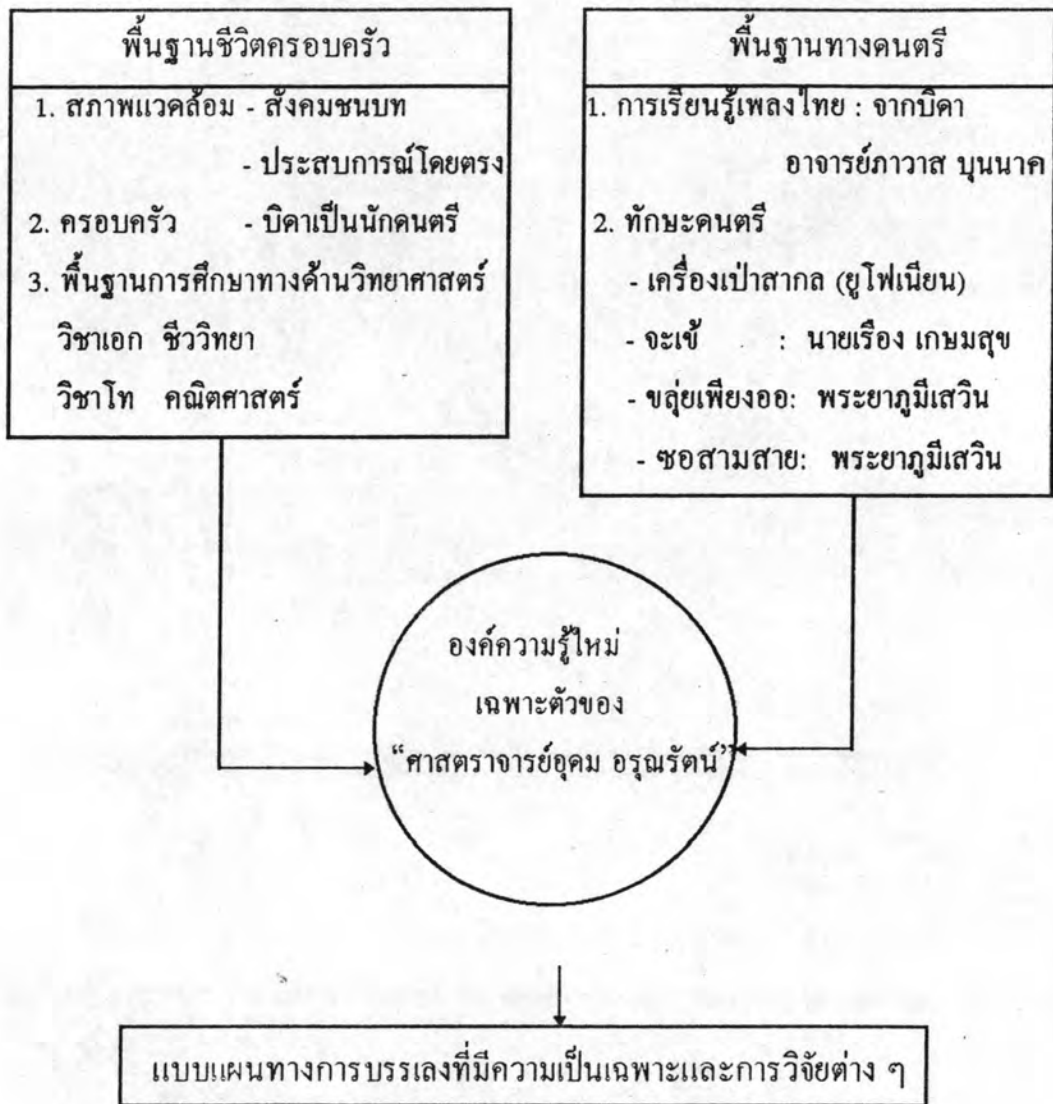 พื้นฐานชีวิตครอบครัว
1. สภาพแวดล้อม - สังคมชนบท
- ประสบการณ์โดยตรง
2. ครอบครัว - บิดาเป็นนักดนตรี
3. พื้นฐานการศึกษาทางด้านวิทยาศาสตร์
วิชาเอก ชีววิทยา
วิชาโท คณิตศาสตร์
พื้นฐานทางดนตรี
1. การเรียนรู้เพลงไทย : จากบิดา
อาจารย์ภาวาส บุนนาค
2. ทักษะดนตรี
- เครื่องเป่าสากล (ยูโฟเนียน)
- จะเข้ : นายเรือง เกษมสุข
- ขลุ่ยเพียงออ: พระยาภูมีเสวิน
- ซอสามสาย: พระยาภูมีเสวิน
องค์ความรู้ใหม่
เฉพาะตัวของ
“ศาสตราจารย์อุดม อรุณรัตน์”
แบบแผนทางการบรรเลงที่มีความเป็นเฉพาะและการวิจัยต่าง ๆ